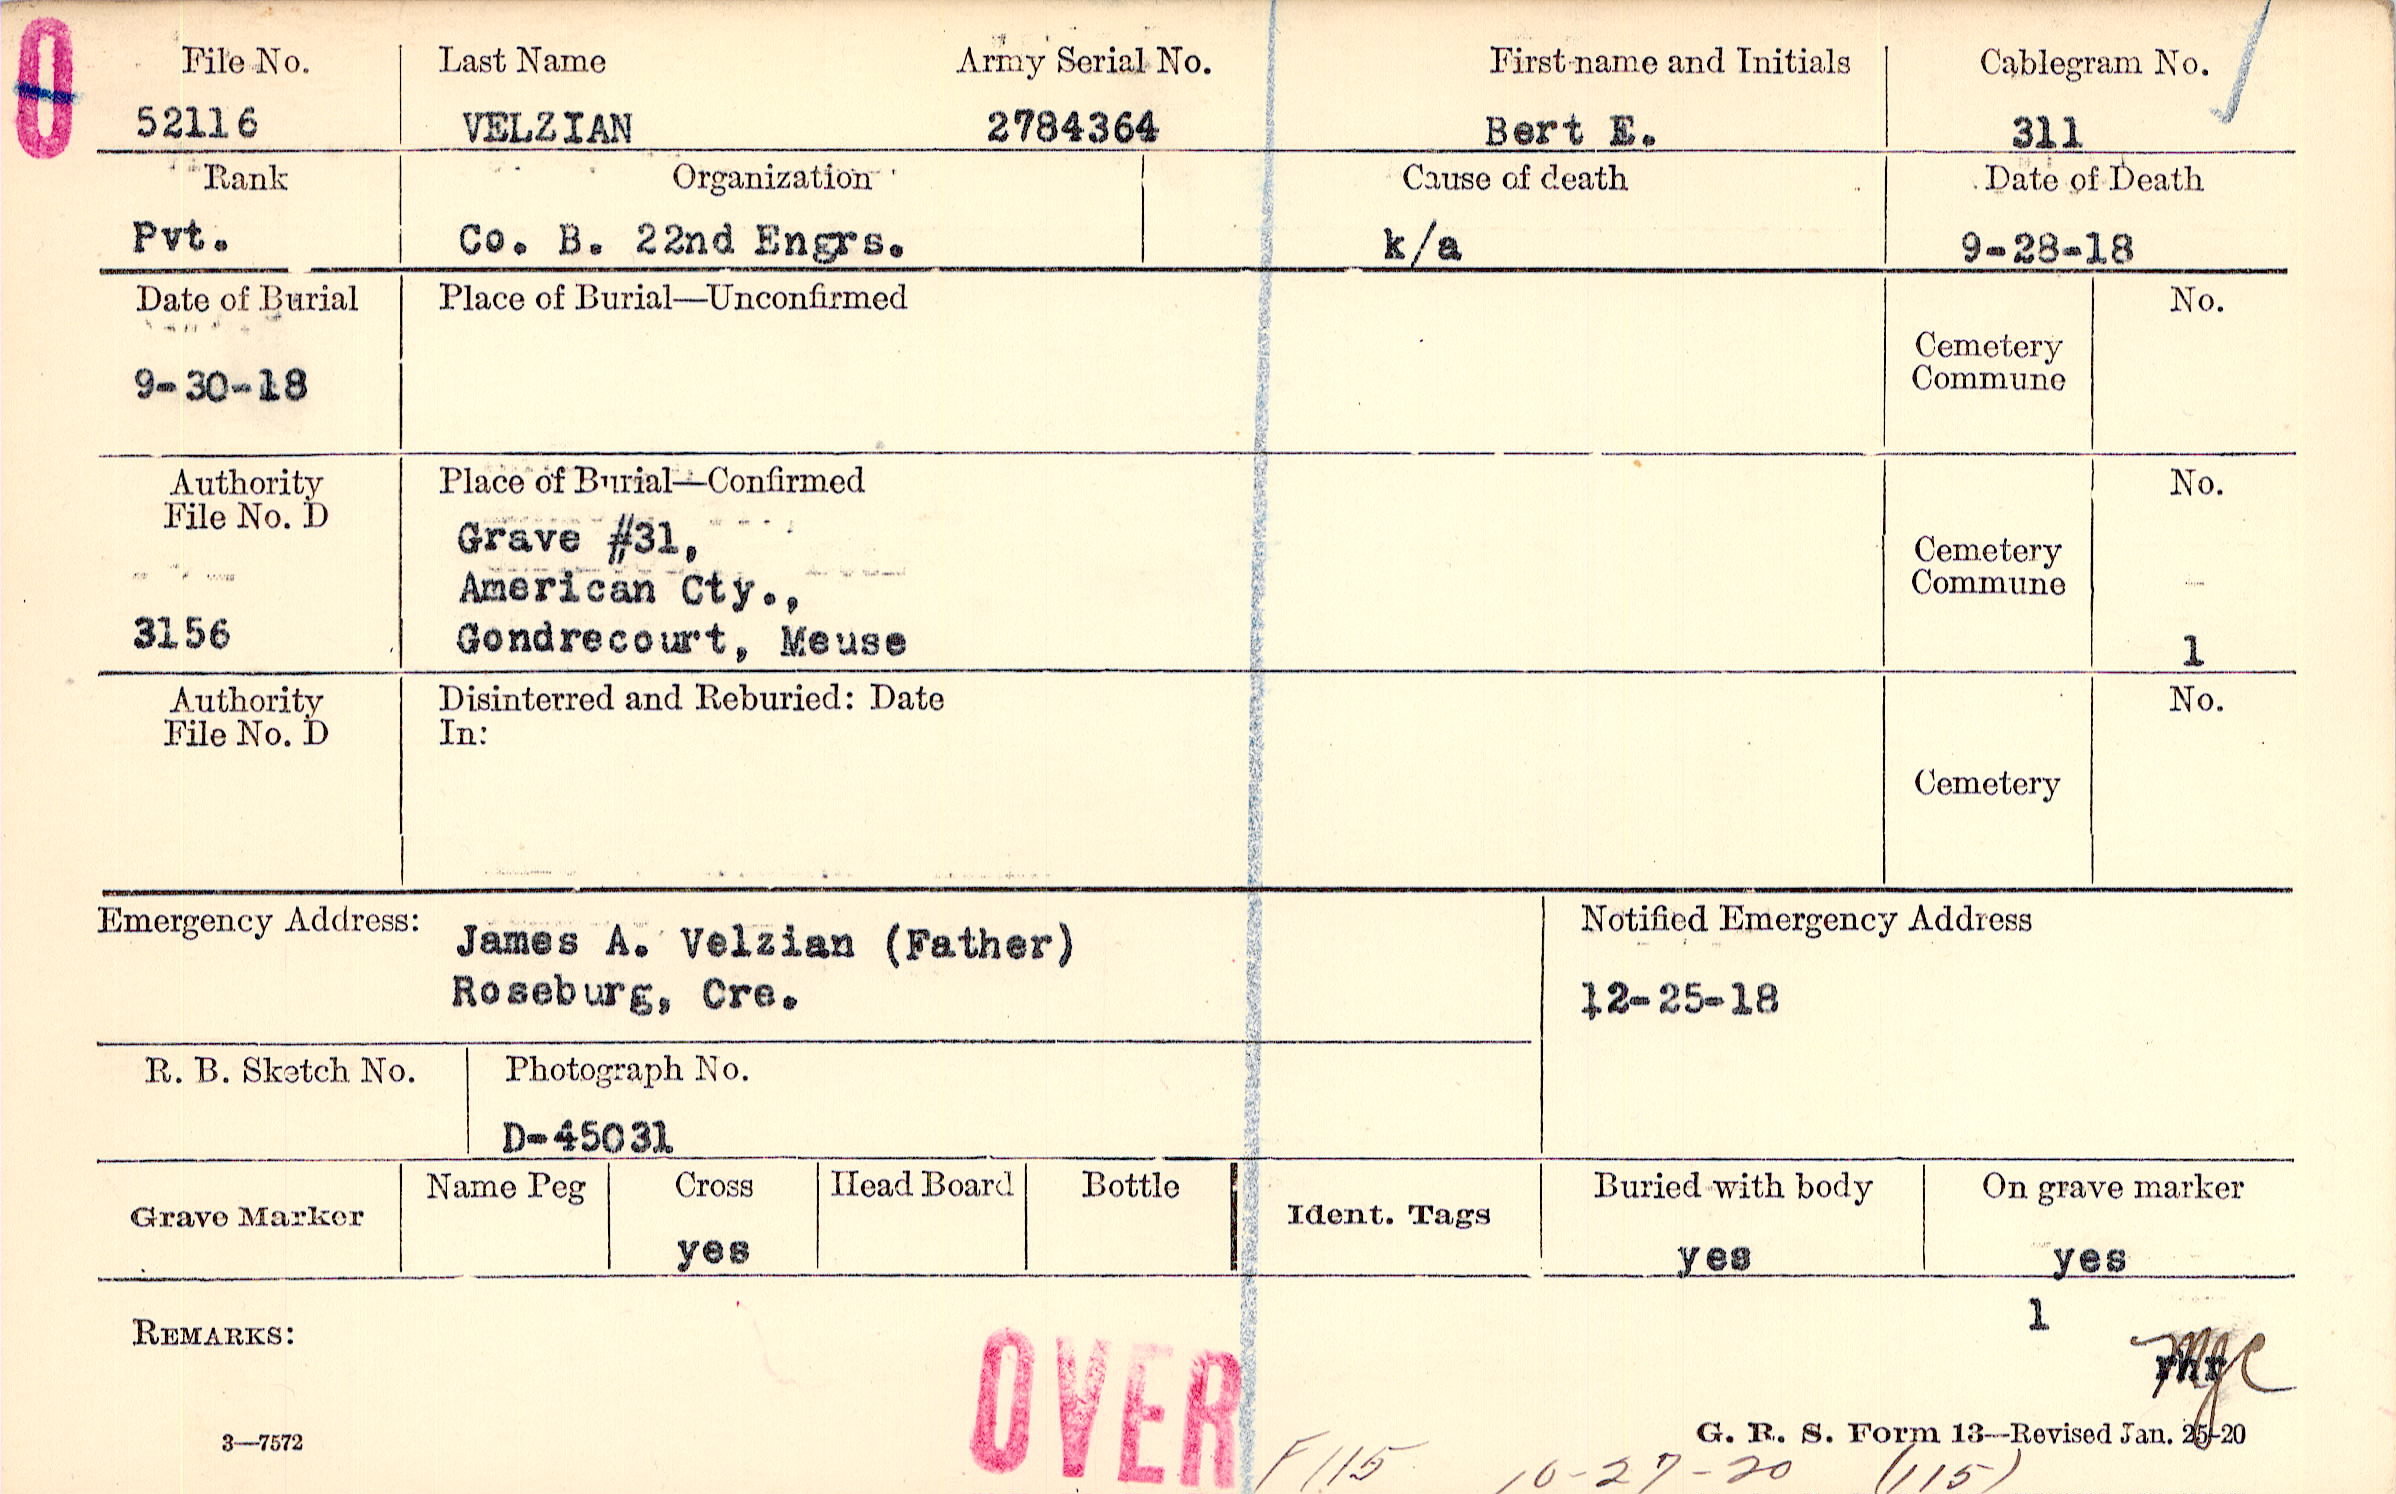 0
File No. Last Name Army Serial No. First name and Initials Cablegram No.
52116 VELZIAN 2784364 Bert E. 311
Rank Organization Cause of death Date of Death
Pvt. Co. B. 22nd Engrs. k/a 9-28-18
Date of Burial Place of Burial—Unconfirmed No.
Cemetery
Commune
9-30-18
Authority Place of Burial—Confirmed No.
File No. D
Grave #31,
Cemetery
American Cty.,
Commune
3156 Gondrecourt, Meuse 1
Authority Disinterred and Reburied: Date No.
File No. D In:
Cemetery
Emergency Address: James A. Velzian (Father) Notified Emergency Address
Roseburg, Cre. 12-25-18
R. B. Sketch No. Photograph No.
D-45031
Grave Marker Name Peg Cross Head Board Bottle Ident. Tags Buried with body On grave marker
yes yes yes
1
REMARKS:
OVER
MJC
3—7572 G. R. S. Form 13—Revised Jan. 25-20
F115 10-27-20 (115)